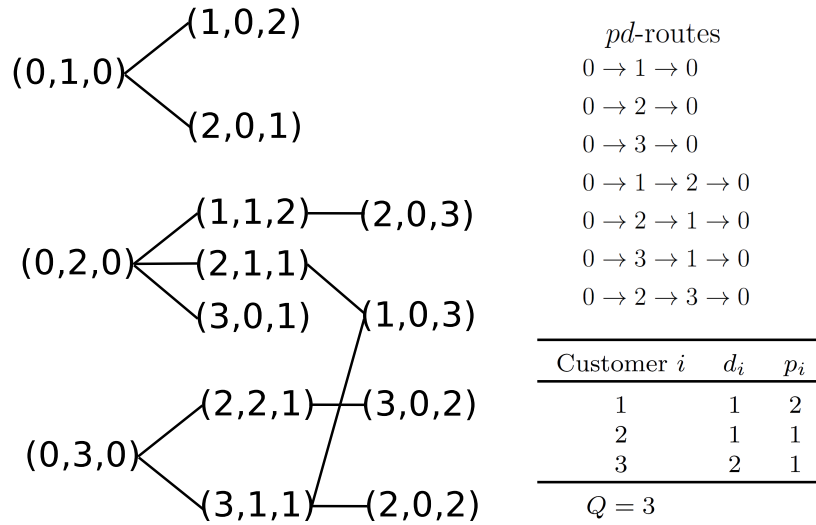 (1,0,2)
(0,1,0)
(2,0,1)
(1,1,2) (2,0,3)
(0,2,0) (2,1,1)
(3,0,1) (1,0,3)
(2,2,1) (3,0,2)
(0,3,0)
(3,1,1) (2,0,2)
pd-routes
0 → 1 → 0
0 → 2 → 0
0 → 3 → 0
0 → 1 → 2 → 0
0 → 2 → 1 → 0
0 → 3 → 1 → 0
0 → 2 → 3 → 0
Customer i d_i p_i
1 1 2
2 1 1
3 2 1
Q = 3